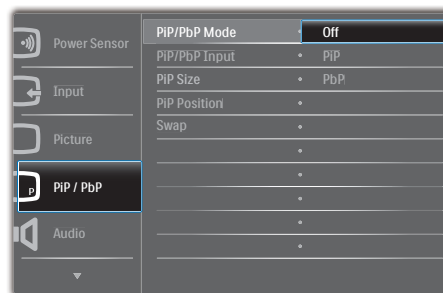 Power Sensor
Input
Picture
P
PiP / PbP
Audio
PiP/PbP Mode
Off
PiP/PbP Input
PiP
PiP Size
PbP
PiP Position
Swap